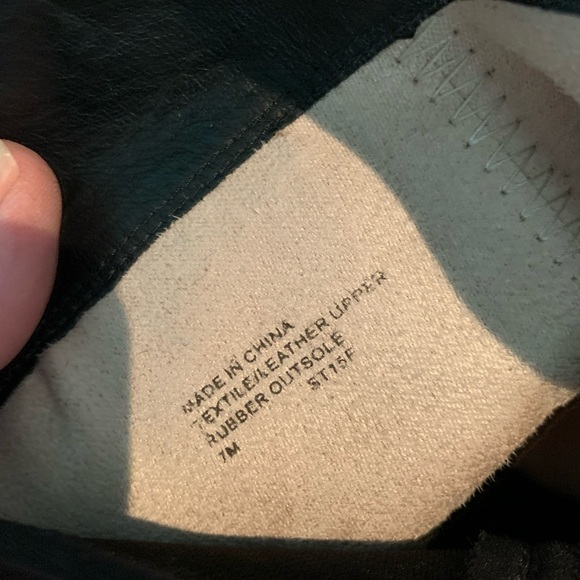 MADE IN CHINA
TEXTILE/LEATHER UPPER
RUBBER OUTSOLE
ST15F
7M